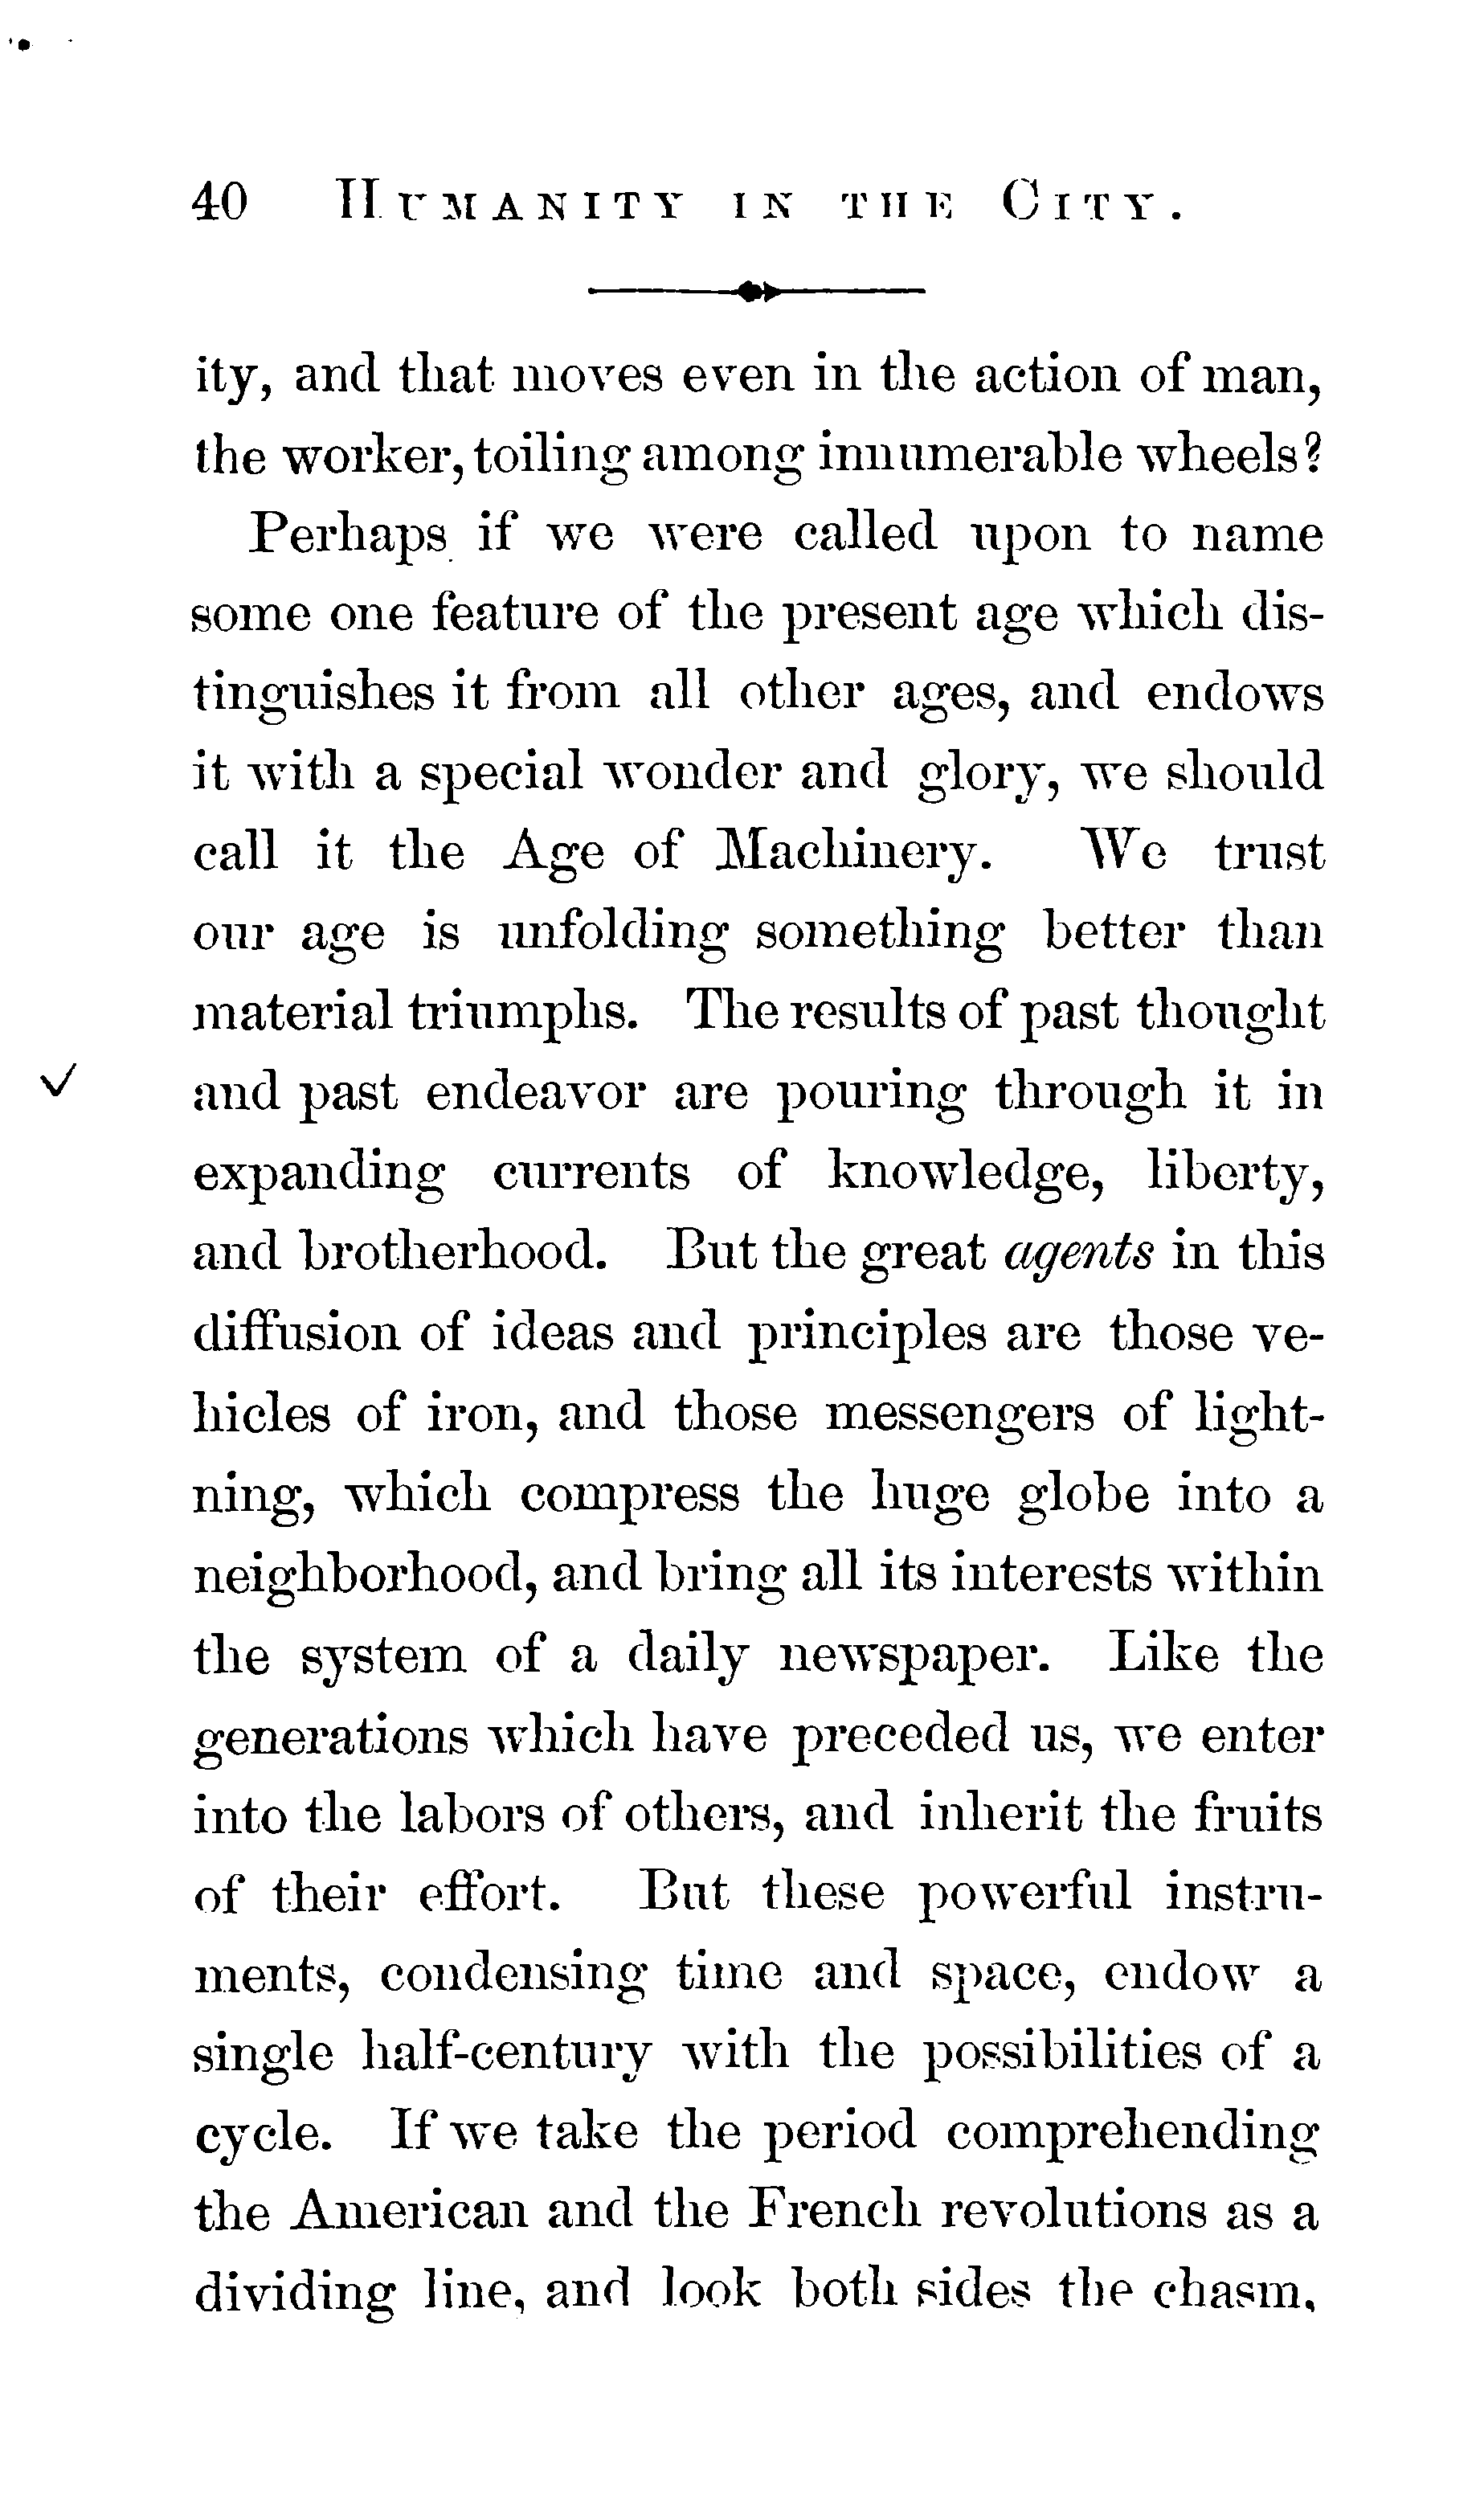 40 Humanity in the City.
ity, and that moves even in the action of man,
the worker, toiling among innumerable wheels?
Perhaps if we were called upon to name
some one feature of the present age which dis-
tinguishes it from all other ages, and endows
it with a special wonder and glory, we should
call it the Age of Machinery. We trust
our age is unfolding something better than
material triumphs. The results of past thought
and past endeavor are pouring through it in
expanding currents of knowledge, liberty,
and brotherhood. But the great agents in this
diffusion of ideas and principles are those ve-
hicles of iron, and those messengers of light-
ning, which compress the huge globe into a
neighborhood, and bring all its interests within
the system of a daily newspaper. Like the
generations which have preceded us, we enter
into the labors of others, and inherit the fruits
of their effort. But these powerful instru-
ments, condensing time and space, endow a
single half-century with the possibilities of a
cycle. If we take the period comprehending
the American and the French revolutions as a
dividing line, and look both sides the chasm,